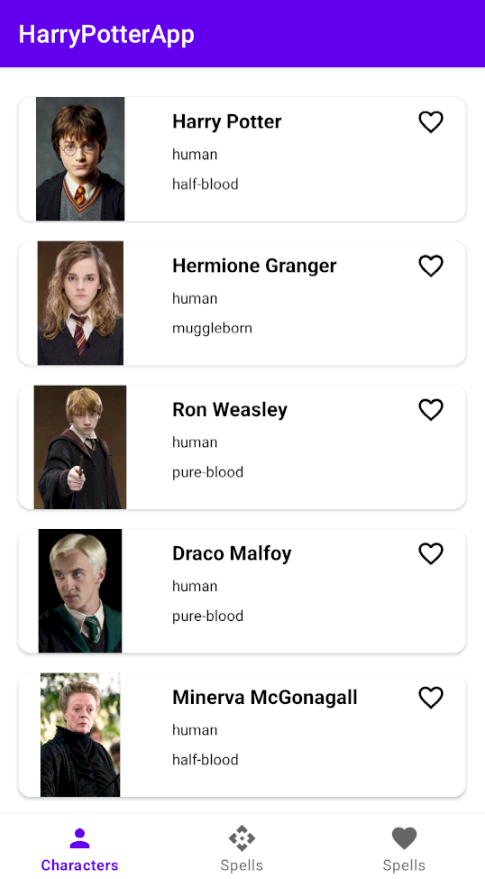 HarryPotterApp
Harry Potter
human
half-blood
Hermione Granger
human
muggleborn
Ron Weasley
human
pure-blood
Draco Malfoy
human
pure-blood
Minerva McGonagall
human
half-blood
Characters
Spells
Spells